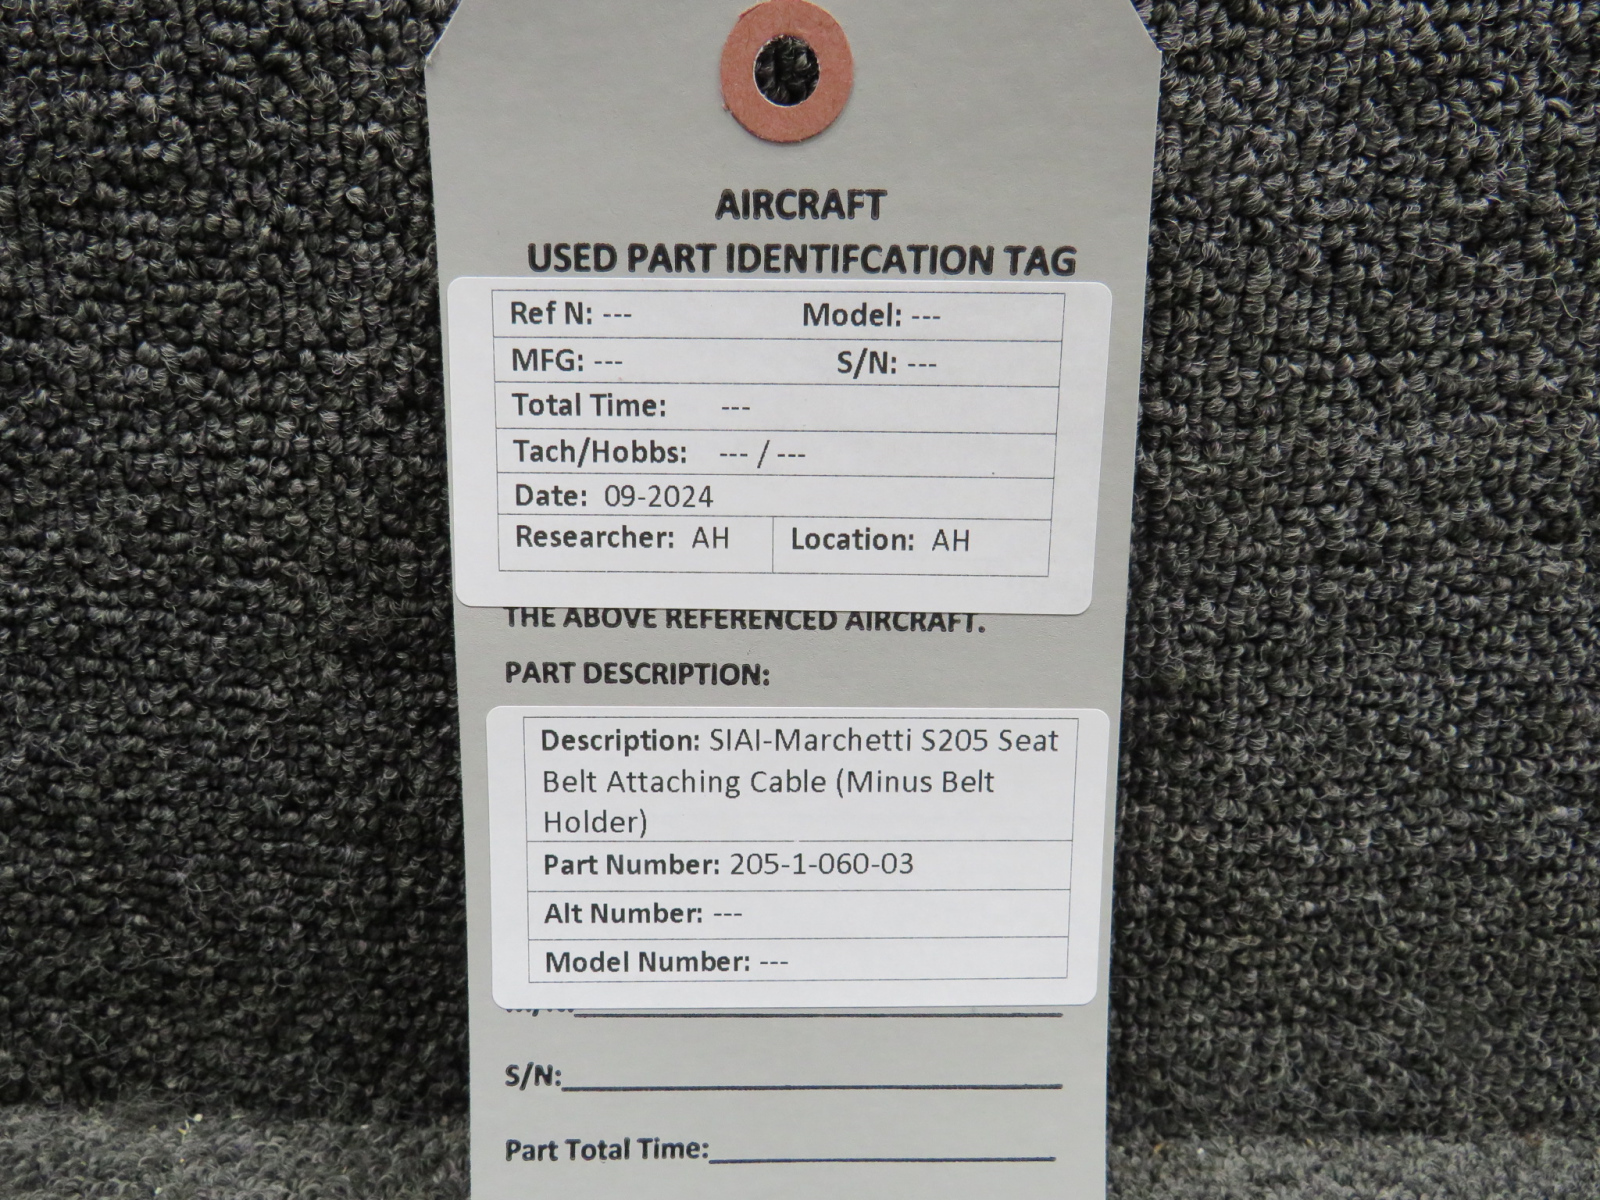 AIRCRAFT
USED PART IDENTIFCATION TAG
Ref N: --- Model: ---
MFG: --- S/N: ---
Total Time: ---
Tach/Hobbs: --- / ---
Date: 09-2024
Researcher: AH Location: AH
THE ABOVE REFERENCED AIRCRAFT.
PART DESCRIPTION:
Description: SIAI-Marchetti S205 Seat
Belt Attaching Cable (Minus Belt
Holder)
Part Number: 205-1-060-03
Alt Number: ---
Model Number: ---
S/N:
Part Total Time: